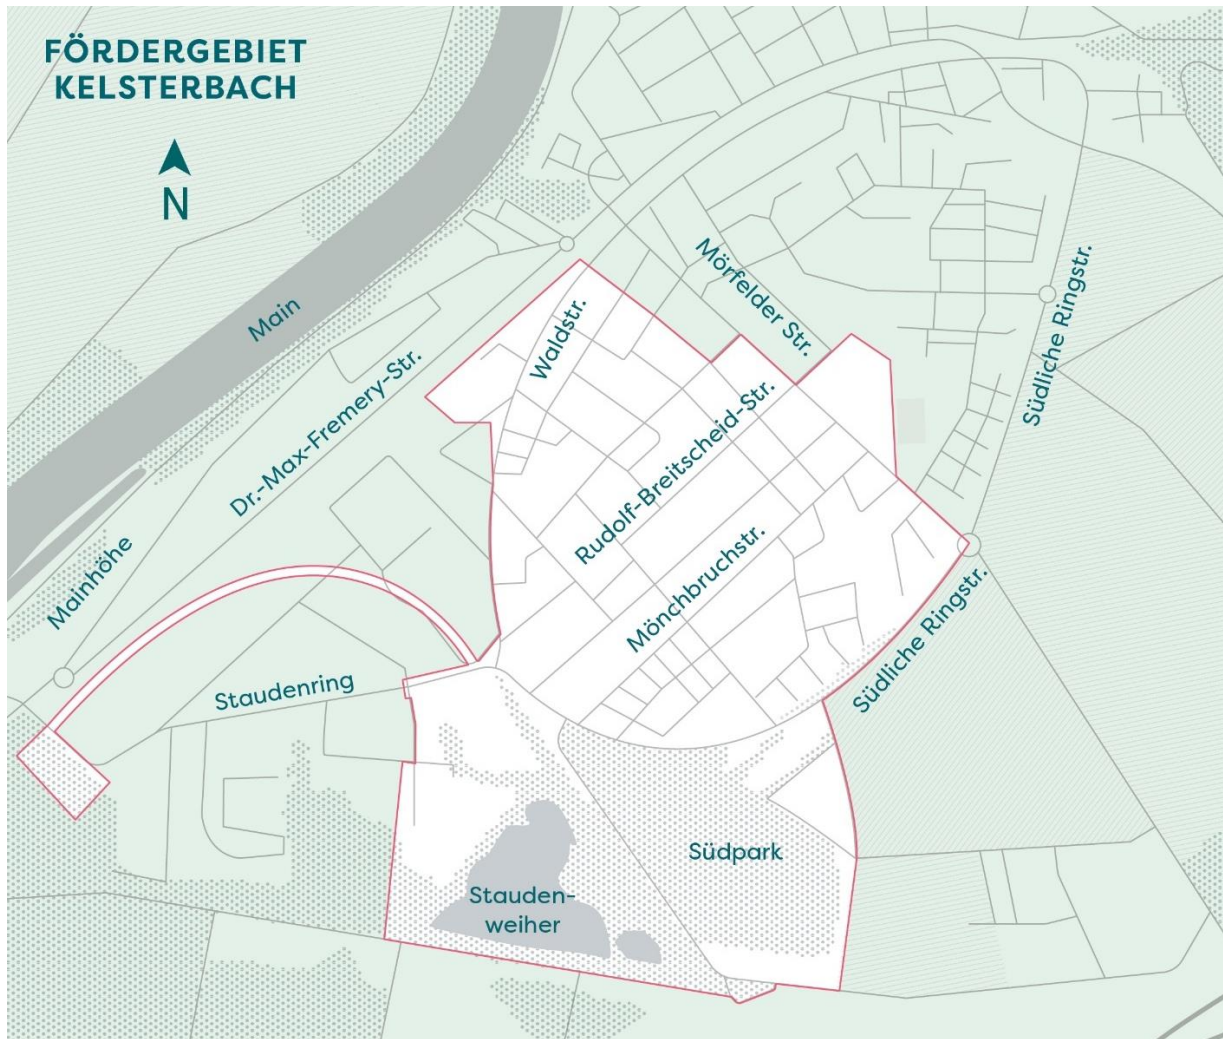 FÖRDERGEBIET
KELSTERBACH
N
Main
Mörfelder Str.
Waldstr.
Südliche Ringstr.
Dr.-Max-Fremery-Str.
Rudolf-Breitscheid-Str.
Mainhöhe
Mönchbruchstr.
Südliche Ringstr.
Staudenring
Südpark
Stauden-
weiher